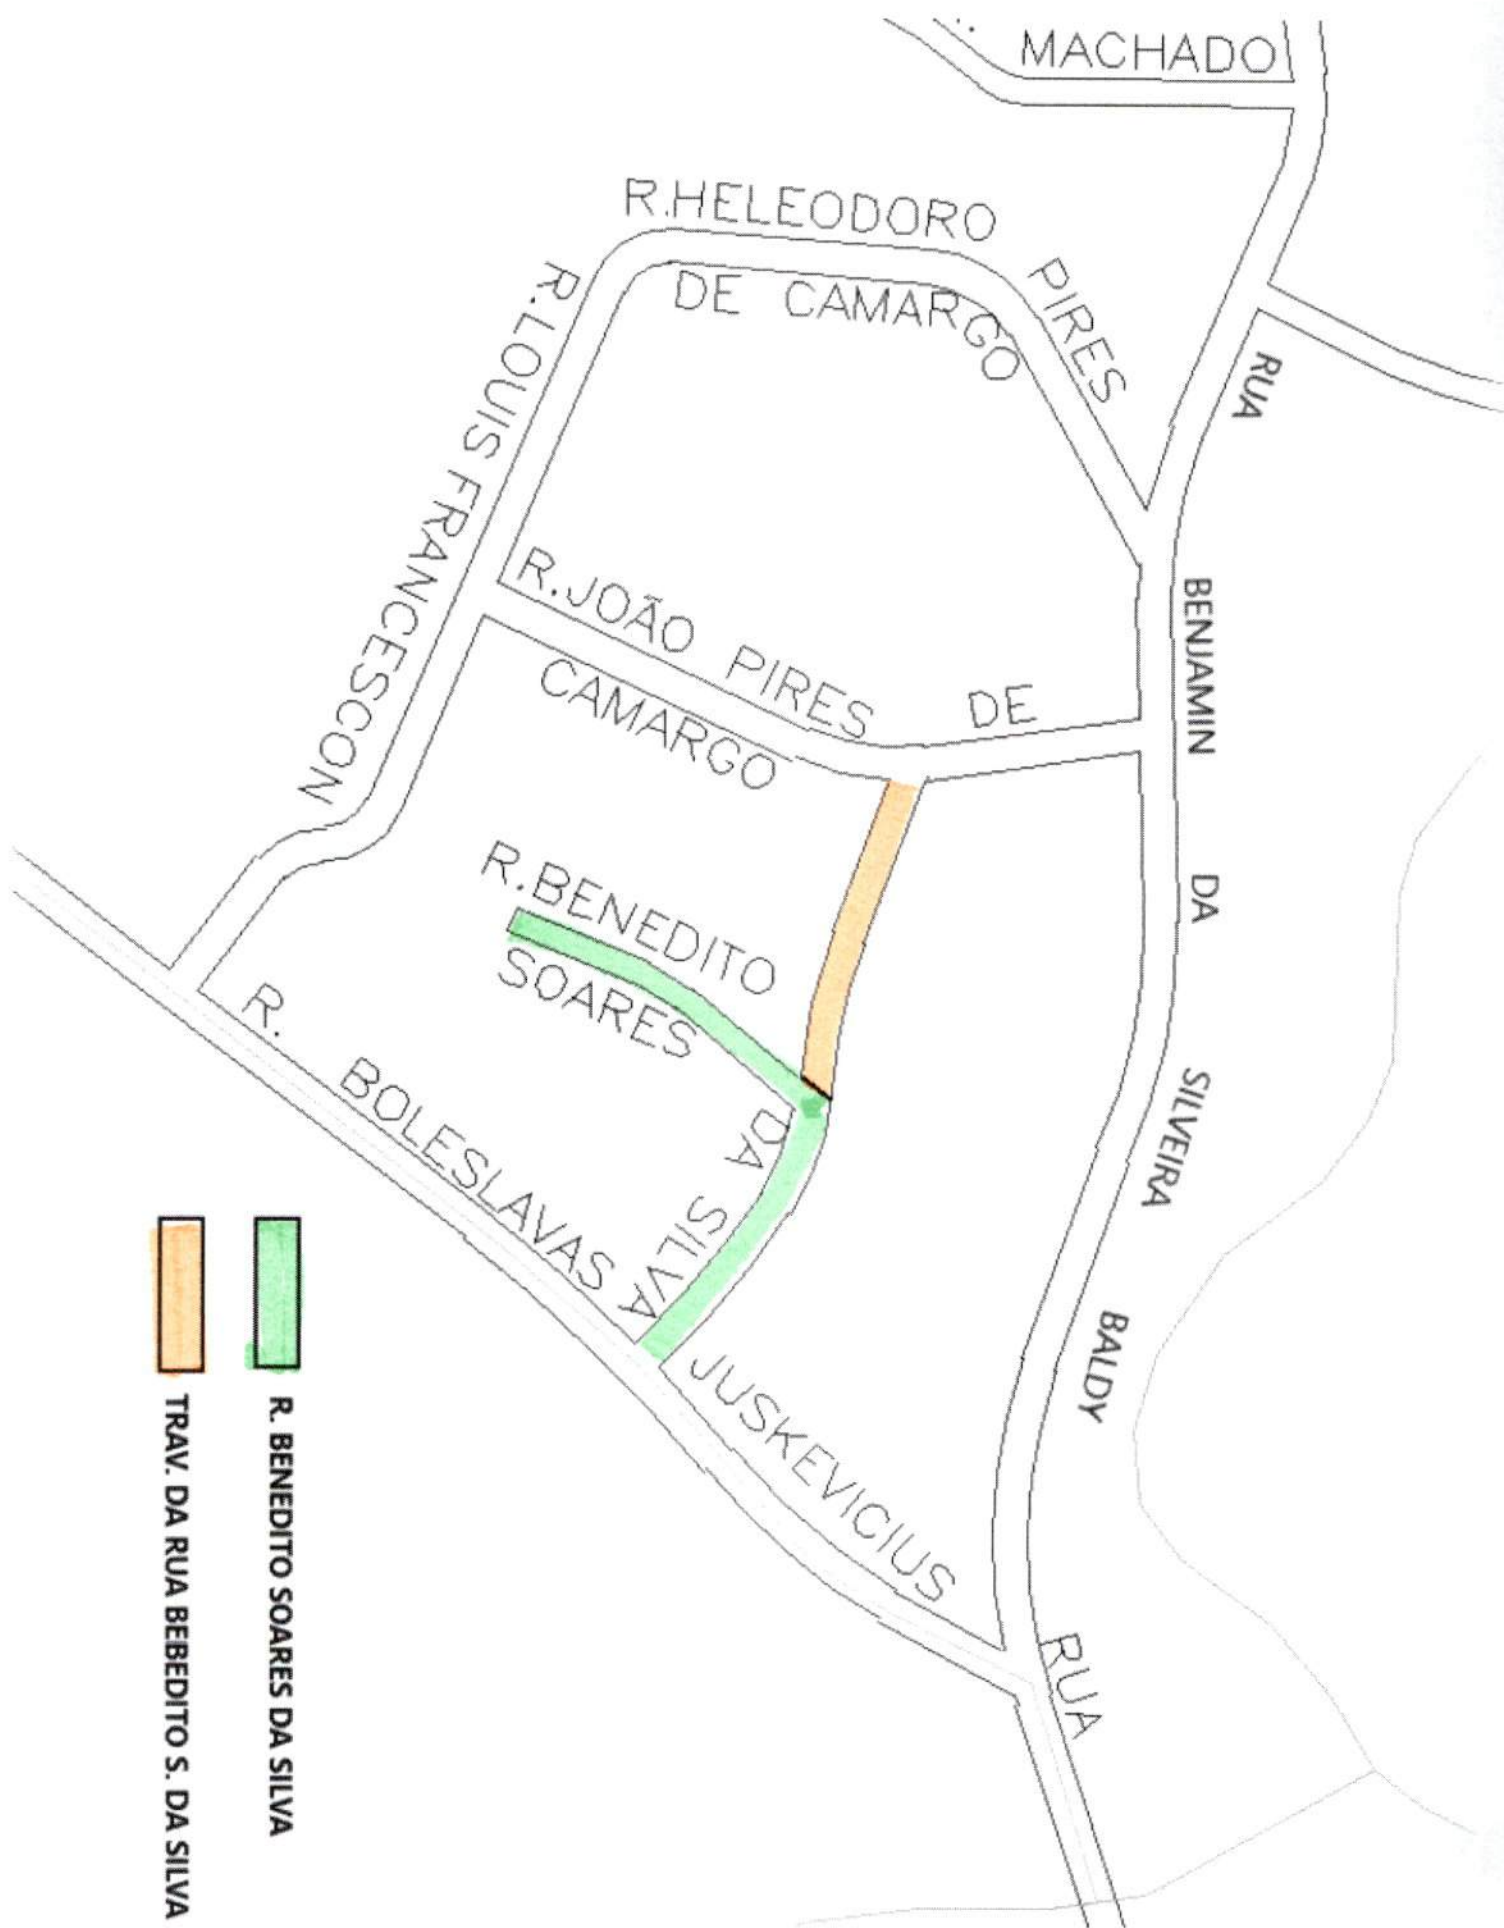 MACHADO
R.HELEODORO PIRES
DE CAMARGO
R.LOUIS FRANCESCON
R.JOÃO PIRES DE
CAMARGO
R.BENEDITO
SOARES
DA SILVA
R. BOLESLAVAS JUSKEVICIUS
RUA BENJAMIN DA SILVEIRA BALDY
RUA
R. BENEDITO SOARES DA SILVA
TRAV. DA RUA BEBEDITO S. DA SILVA